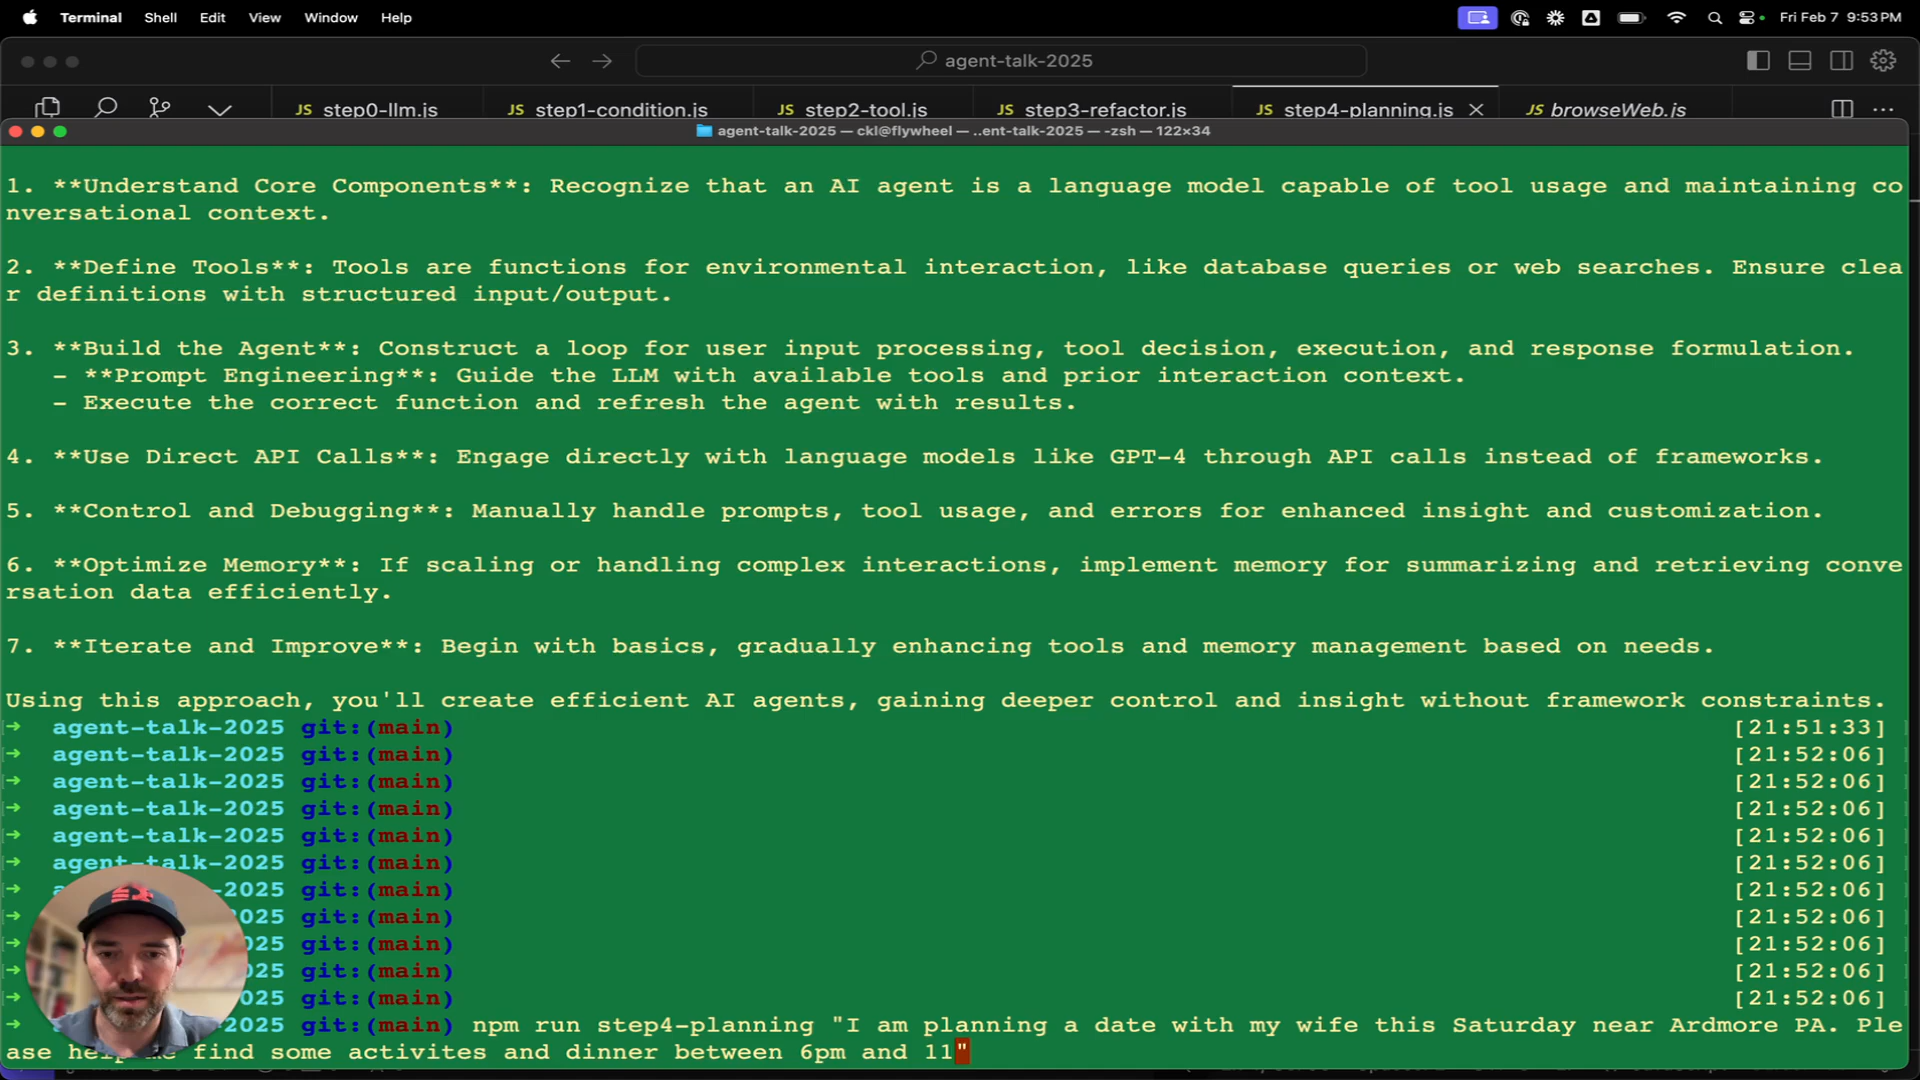 Terminal Shell Edit View Window Help Fri Feb 7 9:53 PM
agent-talk-2025
JS step0-llm.js JS step1-condition.js JS step2-tool.js JS step3-refactor.js JS step4-planning.js JS browseWeb.js
agent-talk-2025 — ckl@flywheel — ..ent-talk-2025 — -zsh — 122×34
1. **Understand Core Components**: Recognize that an AI agent is a language model capable of tool usage and maintaining co
nversational context.
2. **Define Tools**: Tools are functions for environmental interaction, like database queries or web searches. Ensure clea
r definitions with structured input/output.
3. **Build the Agent**: Construct a loop for user input processing, tool decision, execution, and response formulation.
- **Prompt Engineering**: Guide the LLM with available tools and prior interaction context.
- Execute the correct function and refresh the agent with results.
4. **Use Direct API Calls**: Engage directly with language models like GPT-4 through API calls instead of frameworks.
5. **Control and Debugging**: Manually handle prompts, tool usage, and errors for enhanced insight and customization.
6. **Optimize Memory**: If scaling or handling complex interactions, implement memory for summarizing and retrieving conve
rsation data efficiently.
7. **Iterate and Improve**: Begin with basics, gradually enhancing tools and memory management based on needs.
Using this approach, you'll create efficient AI agents, gaining deeper control and insight without framework constraints.
➜ agent-talk-2025 git:(main) [21:51:33]
➜ agent-talk-2025 git:(main) [21:52:06]
➜ agent-talk-2025 git:(main) [21:52:06]
➜ agent-talk-2025 git:(main) [21:52:06]
➜ agent-talk-2025 git:(main) [21:52:06]
➜ agent-talk-2025 git:(main) [21:52:06]
➜ 025 git:(main) [21:52:06]
➜ 025 git:(main) [21:52:06]
➜ 025 git:(main) [21:52:06]
➜ 025 git:(main) [21:52:06]
➜ 025 git:(main) [21:52:06]
➜ 025 git:(main) npm run step4-planning "I am planning a date with my wife this Saturday near Ardmore PA. Ple
ase help me find some activites and dinner between 6pm and 11"